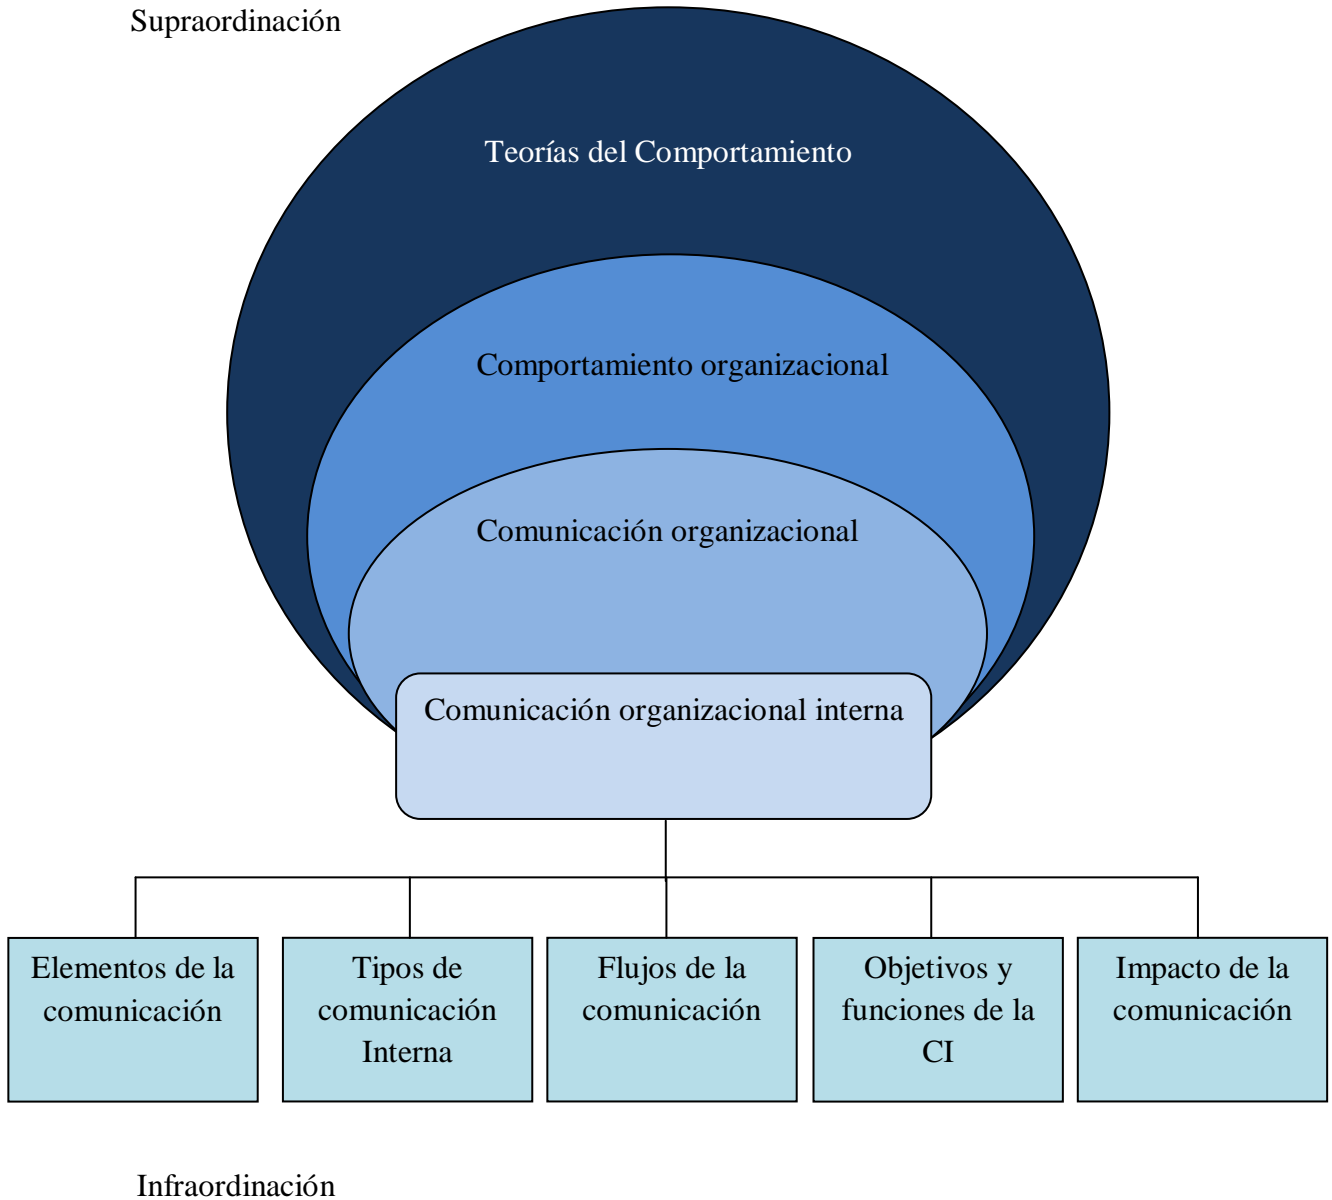 Supraordinación
Teorías del Comportamiento
Comportamiento organizacional
Comunicación organizacional
Comunicación organizacional interna
Elementos de la
comunicación
Tipos de
comunicación
Interna
Flujos de la
comunicación
Objetivos y
funciones de la
CI
Impacto de la
comunicación
Infraordinación